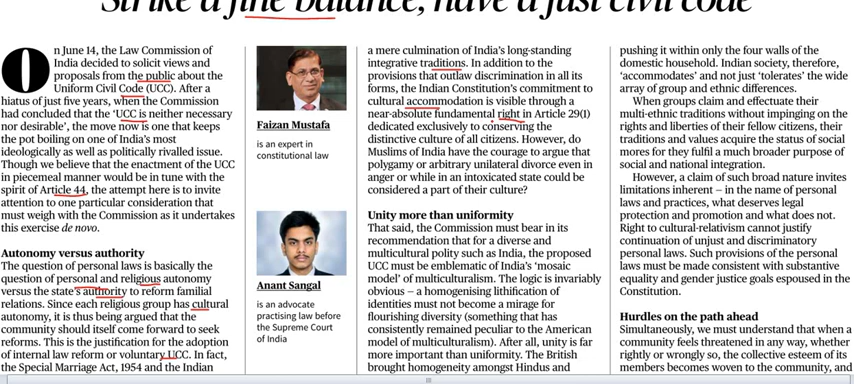 Strike a fine balance, have a just civil code
On June 14, the Law Commission of
India decided to solicit views and
proposals from the public about the
Uniform Civil Code (UCC). After a
hiatus of just five years, when the Commission
had concluded that the ‘UCC is neither necessary
nor desirable’, the move now is one that keeps
the pot boiling on one of India’s most
ideologically as well as politically rivalled issue.
Though we believe that the enactment of the UCC
in piecemeal manner would be in tune with the
spirit of Article 44, the attempt here is to invite
attention to one particular consideration that
must weigh with the Commission as it undertakes
this exercise de novo.
Autonomy versus authority
The question of personal laws is basically the
question of personal and religious autonomy
versus the state’s authority to reform familial
relations. Since each religious group has cultural
autonomy, it is thus being argued that the
community should itself come forward to seek
reforms. This is the justification for the adoption
of internal law reform or voluntary UCC. In fact,
the Special Marriage Act, 1954 and the Indian
Faizan Mustafa
is an expert in
constitutional law
Anant Sangal
is an advocate
practising law before
the Supreme Court
of India
a mere culmination of India’s long-standing
integrative traditions. In addition to the
provisions that outlaw discrimination in all its
forms, the Indian Constitution’s commitment to
cultural accommodation is visible through a
near-absolute fundamental right in Article 29(1)
dedicated exclusively to conserving the
distinctive culture of all citizens. However, do
Muslims of India have the courage to argue that
polygamy or arbitrary unilateral divorce even in
anger or while in an intoxicated state could be
considered a part of their culture?
Unity more than uniformity
That said, the Commission must bear in its
recommendation that for a diverse and
multicultural polity such as India, the proposed
UCC must be emblematic of India’s ‘mosaic
model’ of multiculturalism. The logic is invariably
obvious — a homogenising lithification of
identities must not become a mirage for
flourishing diversity (something that has
consistently remained peculiar to the American
model of multiculturalism). After all, unity is far
more important than uniformity. The British
brought homogeneity amongst Hindus and
pushing it within only the four walls of the
domestic household. Indian society, therefore,
‘accommodates’ and not just ‘tolerates’ the wide
array of group and ethnic differences.
When groups claim and effectuate their
multi-ethnic traditions without impinging on the
rights and liberties of their fellow citizens, their
traditions and values acquire the status of social
mores for they fulfil a much broader purpose of
social and national integration.
However, a claim of such broad nature invites
limitations inherent — in the name of personal
laws and practices, what deserves legal
protection and promotion and what does not.
Right to cultural-relativism cannot justify
continuation of unjust and discriminatory
personal laws. Such provisions of the personal
laws must be made consistent with substantive
equality and gender justice goals espoused in the
Constitution.
Hurdles on the path ahead
Simultaneously, we must understand that when a
community feels threatened in any way, whether
rightly or wrongly so, the collective esteem of its
members becomes woven to the community, and